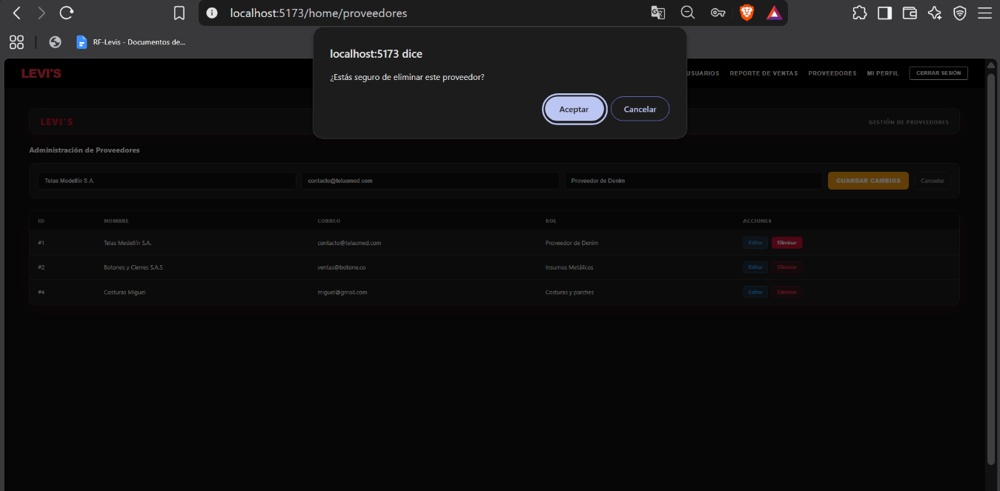 localhost:5173/home/proveedores
RF-Levis - Documentos de...
localhost:5173 dice
¿Estás seguro de eliminar este proveedor?
Aceptar
Cancelar
LEVI'S
USUARIOS
REPORTE DE VENTAS
PROVEEDORES
MI PERFIL
CERRAR SESIÓN
LEVI'S
GESTIÓN DE PROVEEDORES
Administración de Proveedores
Telas Medellín S.A.
contacto@telasmed.com
Proveedor de Denim
GUARDAR CAMBIOS
Cancelar
ID NOMBRE CORREO ROL ACCIONES
#1 Telas Medellín S.A. contacto@telasmed.com Proveedor de Denim Editar Eliminar
#2 Botones y Cierres S.A.S ventas@botone.co Insumos Metálicos Editar Eliminar
#4 Costuras Miguel miguel@gmail.com Costuras y parches Editar Eliminar